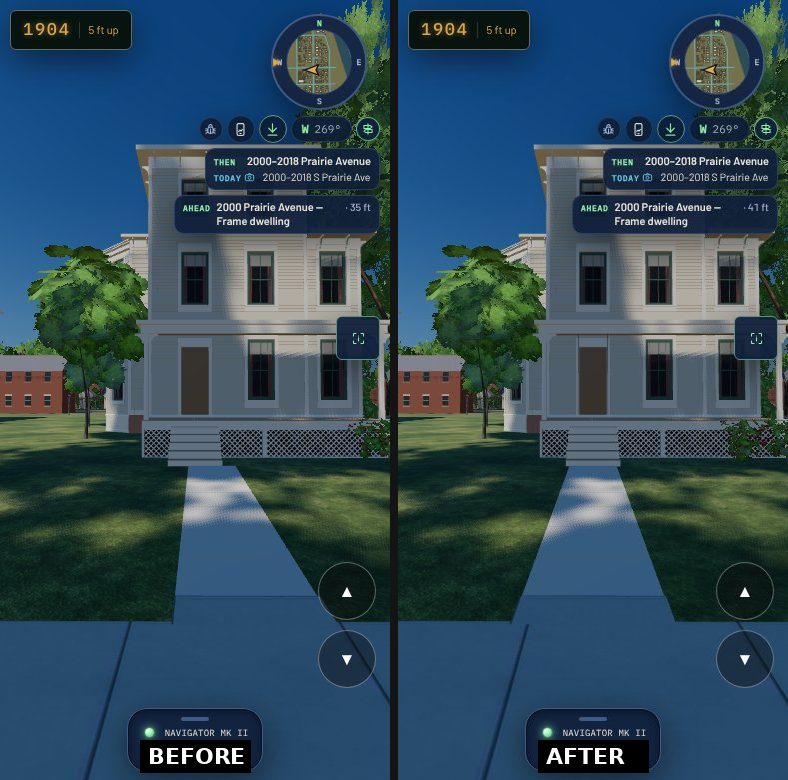 1904 5 ft up
N
W E
S
W 269°
THEN 2000–2018 Prairie Avenue
TODAY 2000–2018 S Prairie Ave
AHEAD 2000 Prairie Avenue — · 35 ft
Frame dwelling
NAVIGATOR MK II
BEFORE
1904 5 ft up
N
W E
S
W 269°
THEN 2000–2018 Prairie Avenue
TODAY 2000–2018 S Prairie Ave
AHEAD 2000 Prairie Avenue — · 41 ft
Frame dwelling
NAVIGATOR MK II
AFTER